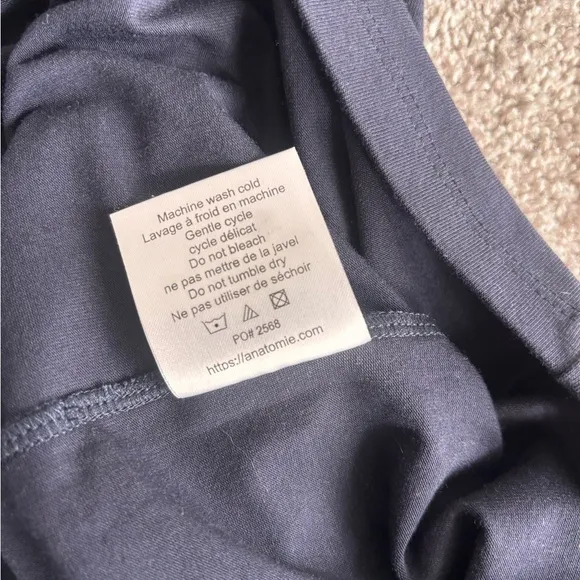 Machine wash cold
Lavage à froid en machine
Gentle cycle
cycle délicat
Do not bleach
ne pas mettre de la javel
Do not tumble dry
Ne pas utiliser de séchoir
PO# 2568
https://anatomie.com